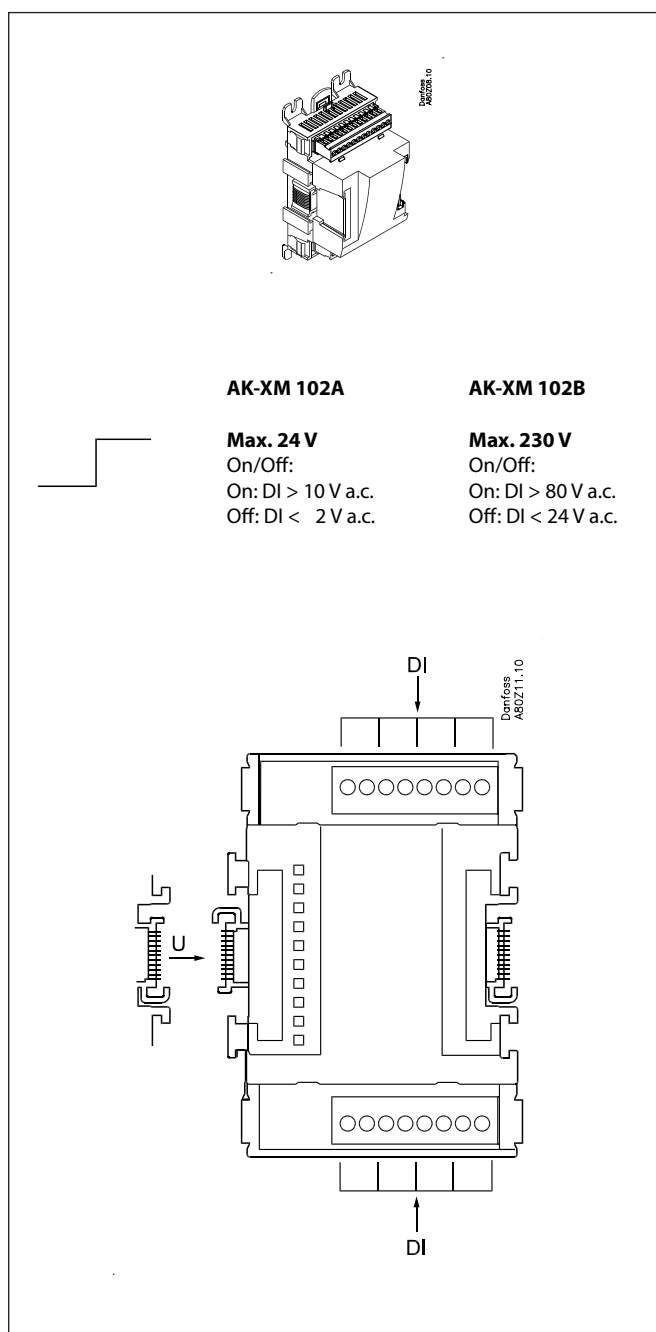 Danfoss
A80Z08.10
AK-XM 102A
Max. 24 V
On/Off:
On: DI > 10 V a.c.
Off: DI < 2 V a.c.
AK-XM 102B
Max. 230 V
On/Off:
On: DI > 80 V a.c.
Off: DI < 24 V a.c.
DI
Danfoss
A80Z11.10
U
DI